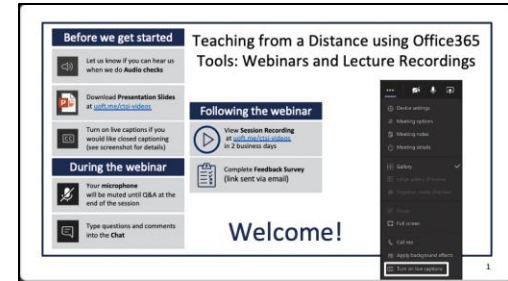 Before we get started
Let us know if you can hear us
when we do Audio checks
Download Presentation Slides
at uoft.me/ctsi-videos
Turn on live captions if you
would like closed captioning
(see screenshot for details)
During the webinar
Your microphone
will be muted until Q&A at the
end of the session
Type questions and comments
into the Chat
Teaching from a Distance using Office365
Tools: Webinars and Lecture Recordings
Following the webinar
View Session Recording
at uoft.me/ctsi-videos
in 2 business days
Complete Feedback Survey
(link sent via email)
Welcome!
Device settings
Meeting options
Meeting notes
Meeting details
Gallery
Large gallery
Together mode
Focus
Full screen
Call me
Apply background effects
Turn on live captions
1